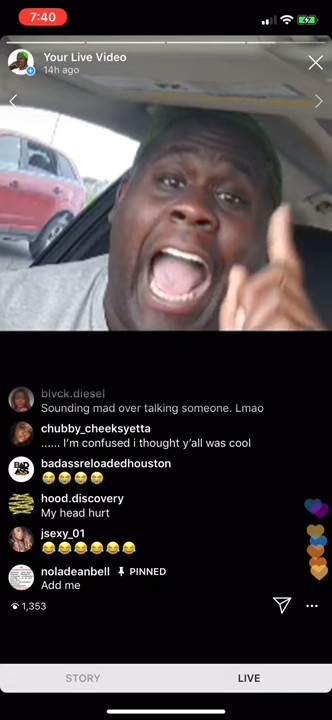 7:40
Your Live Video
14h ago
blvck.diesel
Sounding mad over talking someone. Lmao
chubby_cheeksyetta
...... I'm confused i thought y'all was cool
badassreloadedhouston
😭😭😭😭
hood.discovery
My head hurt
jsexy_01
😂😂😂😂😂😂
noladeanbell 📌 PINNED
Add me
1,353
STORY LIVE